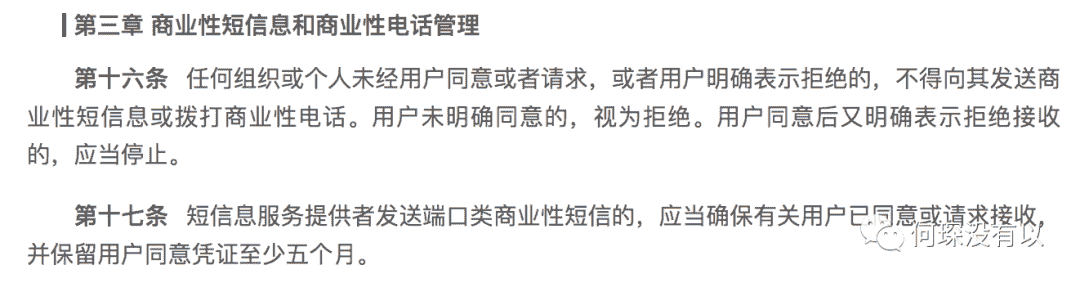 第三章 商业性短信息和商业性电话管理
第十六条 任何组织或个人未经用户同意或者请求，或者用户明确表示拒绝的，不得向其发送商
业性短信息或拨打商业性电话。用户未明确同意的，视为拒绝。用户同意后又明确表示拒绝接收
的，应当停止。
第十七条 短信息服务提供者发送端口类商业性短信的，应当确保有关用户已同意或请求接收，
并保留用户同意凭证至少五个月。
何琛没有以